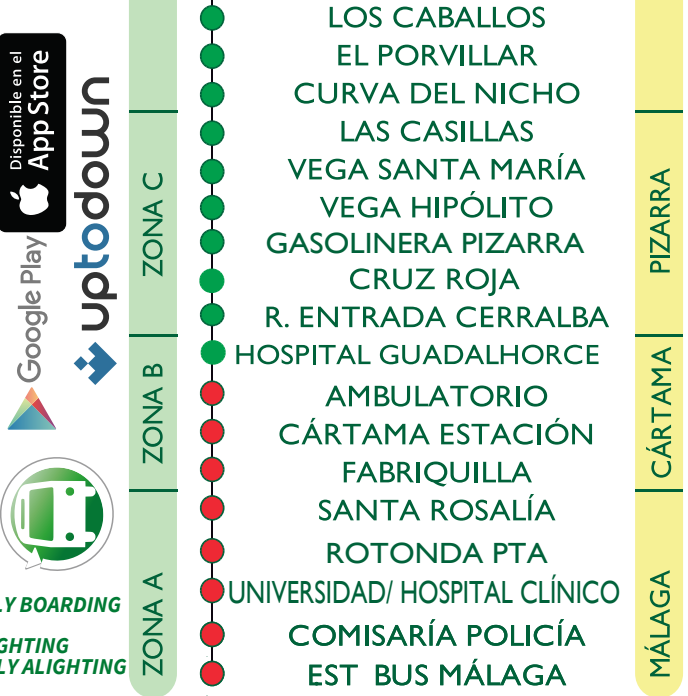 Disponible en el
App Store
Google Play
uptodown
LY BOARDING
GHTING
LY ALIGHTING
ZONA C
ZONA B
ZONA A
LOS CABALLOS
EL PORVILLAR
CURVA DEL NICHO
LAS CASILLAS
VEGA SANTA MARÍA
VEGA HIPÓLITO
GASOLINERA PIZARRA
CRUZ ROJA
R. ENTRADA CERRALBA
HOSPITAL GUADALHORCE
AMBULATORIO
CÁRTAMA ESTACIÓN
FABRIQUILLA
SANTA ROSALÍA
ROTONDA PTA
UNIVERSIDAD/ HOSPITAL CLÍNICO
COMISARÍA POLICÍA
EST BUS MÁLAGA
PIZARRA
CÁRTAMA
MÁLAGA